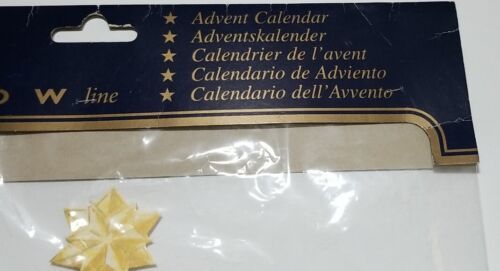 ★ Advent Calendar
★ Adventskalender
★ Calendrier de l'avent
★ Calendario de Adviento
★ Calendario dell'Avvento
O W line